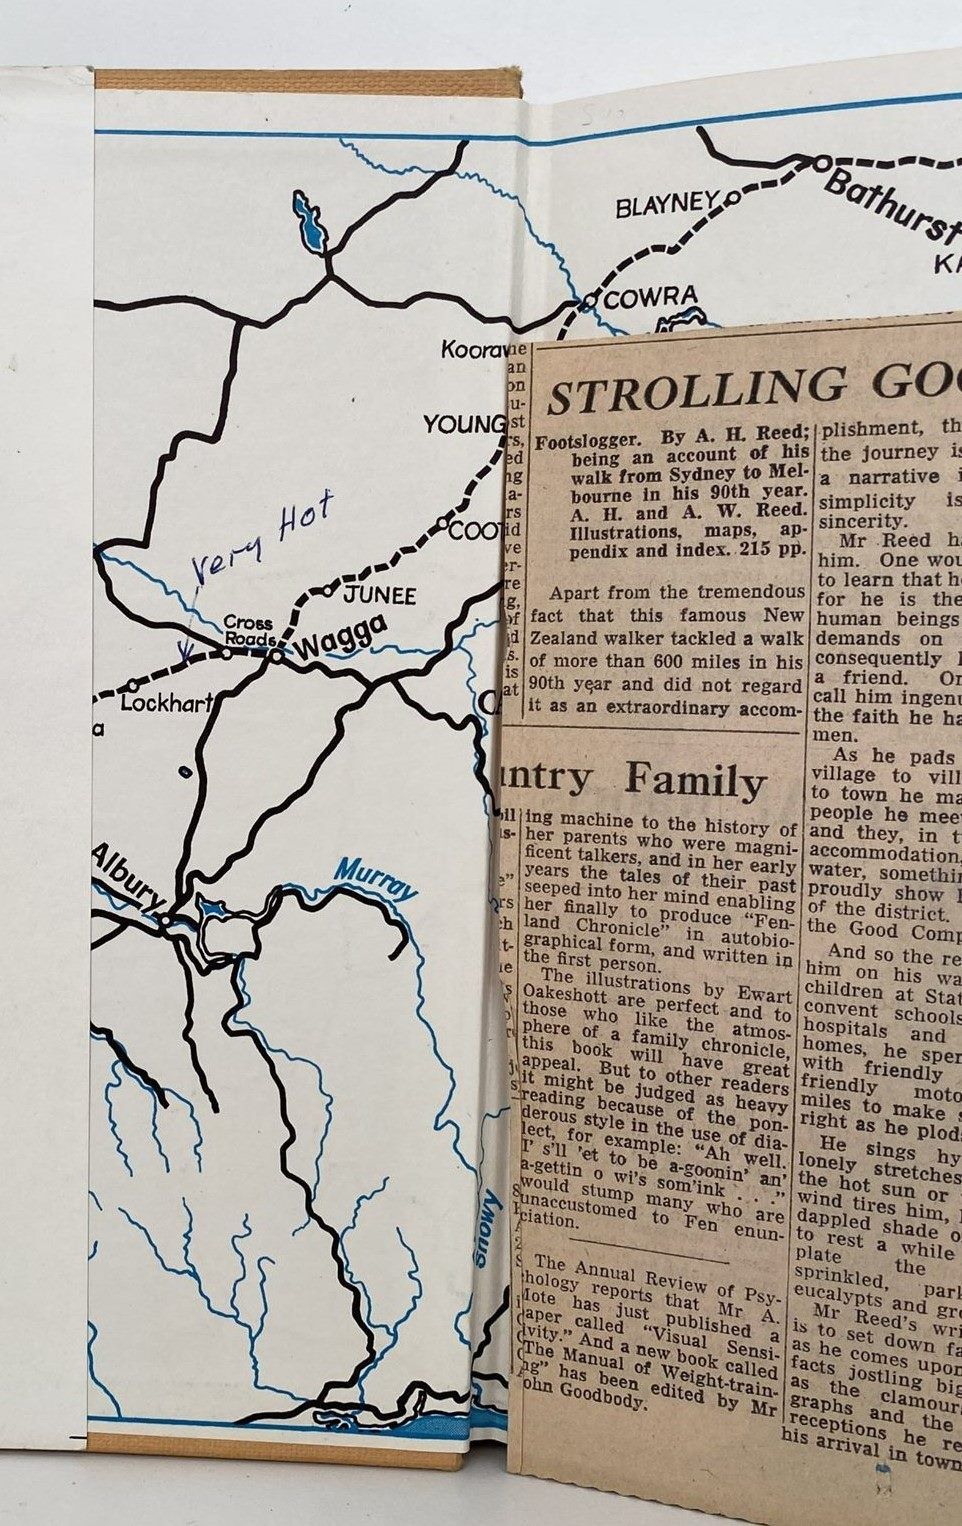 BLAYNEY
Bathurst
COWRA
YOUNG
Very Hot
JUNEE
Cross
Roads
Wagga
Lockhart
Albury
Murray
Snowy
STROLLING
Footslogger. By A. H. Reed;
being an account of his
walk from Sydney to Mel-
bourne in his 90th year.
A. H. and A. W. Reed.
Illustrations, maps, ap-
pendix and index. 215 pp.
Apart from the tremendous
fact that this famous New
Zealand walker tackled a walk
of more than 600 miles in his
90th year and did not regard
it as an extraordinary accom-
plishment, th
the journey is
a narrative i
simplicity is
sincerity.
Mr Reed ha
him. One wou
to learn that he
for he is the
human beings
demands on
consequently
a friend. On
call him ingenu
the faith he ha
men.
As he pads
village to vill
to town he ma
people he meet
and they, in t
accommodation,
water, somethin
proudly show
of the district.
the Good Comp
And so the re
him on his wa
children at Stat
convent schools
hospitals and
homes, he spen
with friendly
friendly moto
miles to make s
right as he plods
He sings hy
lonely stretches
the hot sun or
wind tires him,
dappled shade o
to rest a while
plate the
sprinkled, park
eucalypts and gre
Mr Reed's wri
is to set down fa
as he comes upon
facts jostling big
as the clamour
graphs and the
receptions he re
his arrival in town
ntry Family
ing machine to the history of
her parents who were magni-
ficent talkers, and in her early
years the tales of their past
seeped into her mind enabling
her finally to produce “Fen-
land Chronicle” in autobio-
graphical form, and written in
the first person.
The illustrations by Ewart
Oakeshott are perfect and to
those who like the atmos-
phere of a family chronicle,
this book will have great
appeal. But to other readers
it might be judged as heavy
reading because of the pon-
derous style in the use of dia-
lect, for example: “Ah well.
I' s'll 'et to be a-goonin' an'
a-gettin o wi's som'ink . . .”
would stump many who are
unaccustomed to Fen enun-
ciation.
The Annual Review of Psy-
chology reports that Mr A.
Mote has just published a
aper called “Visual Sensi-
ivity.” And a new book called
“The Manual of Weight-train-
ng” has been edited by Mr
ohn Goodbody.